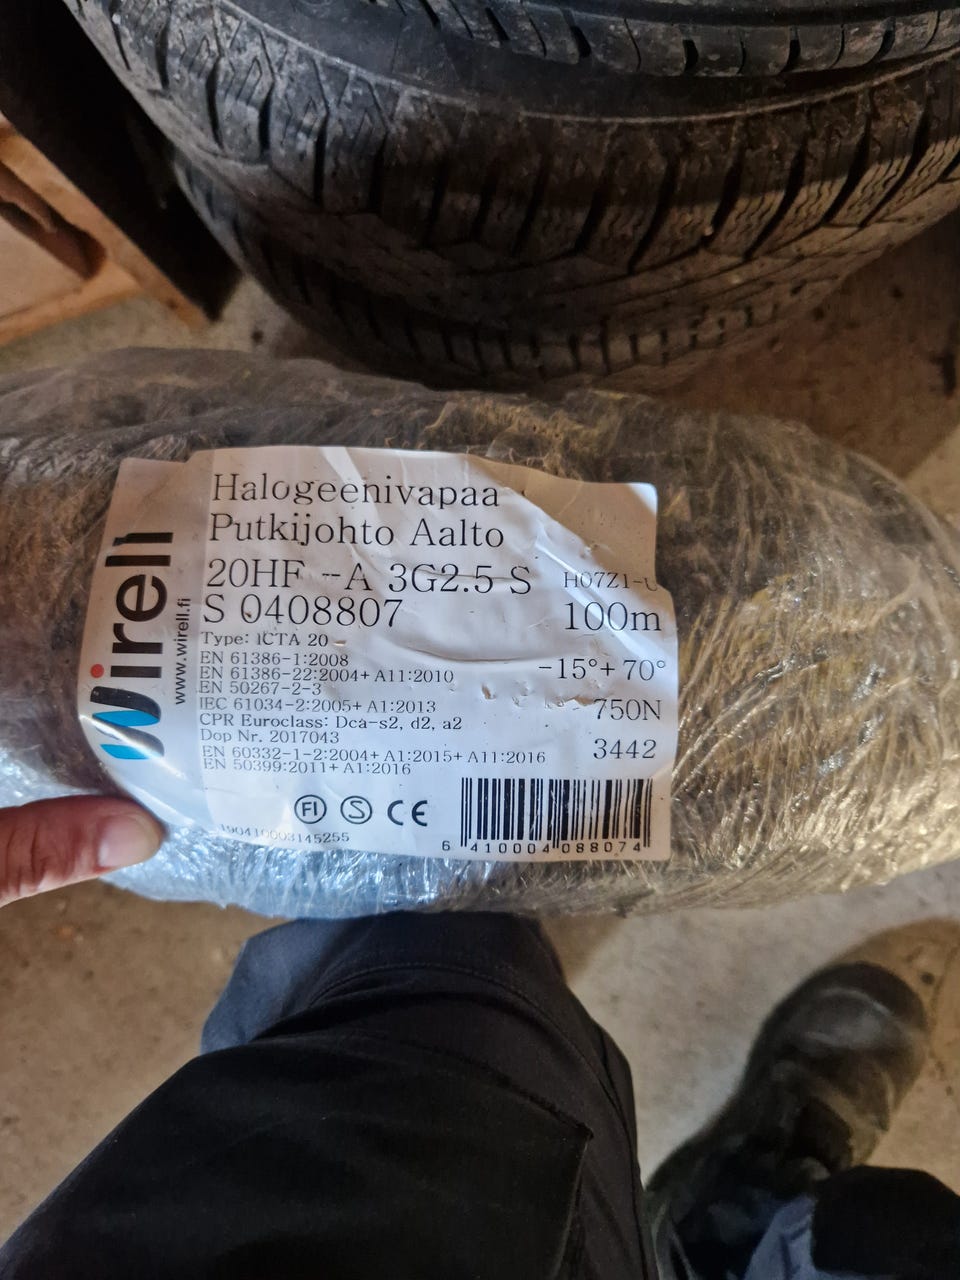 wirell
www.wirell.fi
Halogeenivapaa
Putkijohto Aalto
20HF -A 3G2.5 S H07Z1-U
S 0408807 100m
Type: ICTA 20
EN 61386-1:2008
EN 61386-22:2004+ A11:2010 -15°+70°
EN 50267-2-3
IEC 61034-2:2005+ A1:2013 750N
CPR Euroclass: Dca-s2, d2, a2
Dop Nr. 2017043
EN 60332-1-2:2004+ A1:2015+ A11:2016 3442
EN 50399:2011+ A1:2016
FI S CE
190410003145255
6 410004 088074